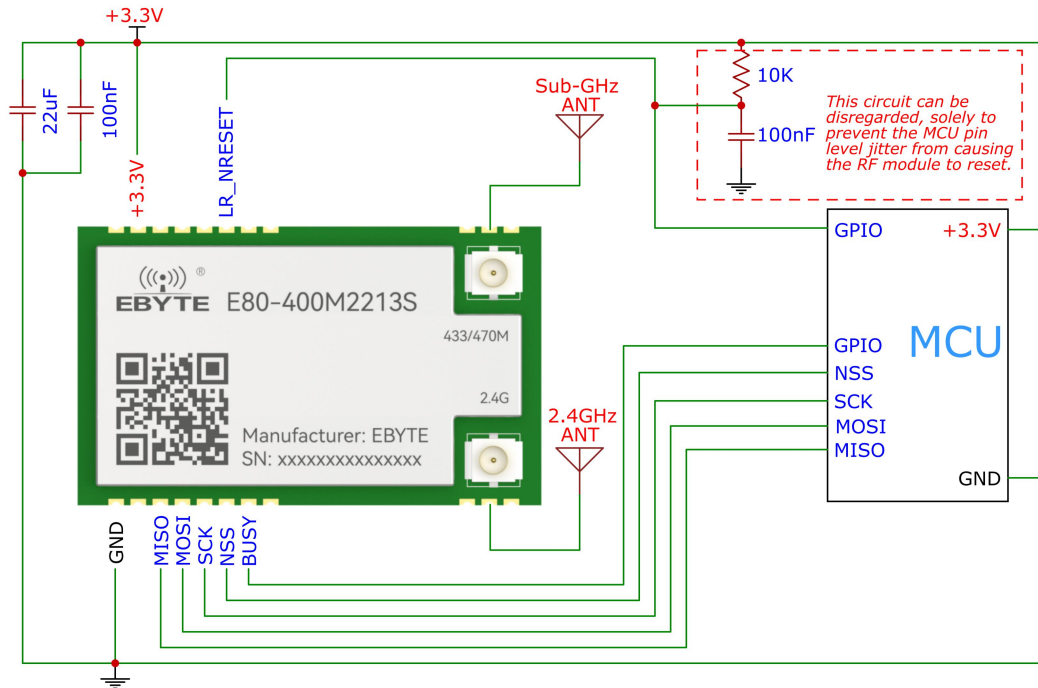 +3.3V
22uF
100nF
+3.3V
LR_NRESET
Sub-GHz
ANT
10K
100nF
This circuit can be
disregarded, solely to
prevent the MCU pin
level jitter from causing
the RF module to reset.
EBYTE ®
E80-400M2213S
433/470M
2.4G
Manufacturer: EBYTE
SN: xxxxxxxxxxxxxxx
2.4GHz
ANT
GND
MISO
MOSI
SCK
NSS
BUSY
GPIO
+3.3V
MCU
GPIO
NSS
SCK
MOSI
MISO
GND